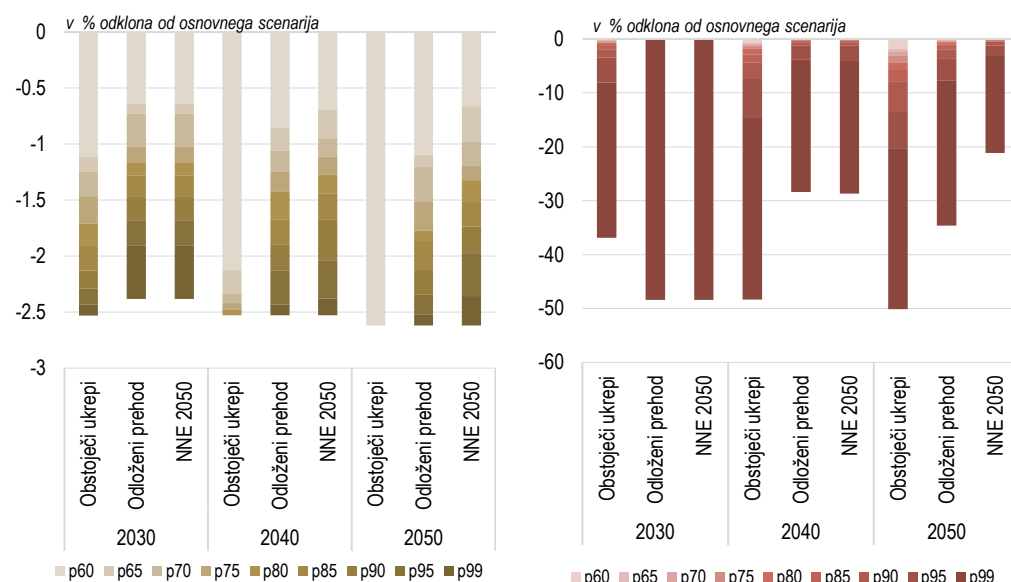 v % odklona od osnovnega scenarija
0
-0.5
-1
-1.5
-2
-2.5
-3
Obstoječi ukrepi
Odloženi prehod
NNE 2050
Obstoječi ukrepi
Odloženi prehod
NNE 2050
Obstoječi ukrepi
Odloženi prehod
NNE 2050
2030
2040
2050
p60 p65 p70 p75 p80 p85 p90 p95 p99
v % odklona od osnovnega scenarija
0
-10
-20
-30
-40
-50
-60
Obstoječi ukrepi
Odloženi prehod
NNE 2050
Obstoječi ukrepi
Odloženi prehod
NNE 2050
Obstoječi ukrepi
Odloženi prehod
NNE 2050
2030
2040
2050
p60 p65 p70 p75 p80 p85 p90 p95 p99